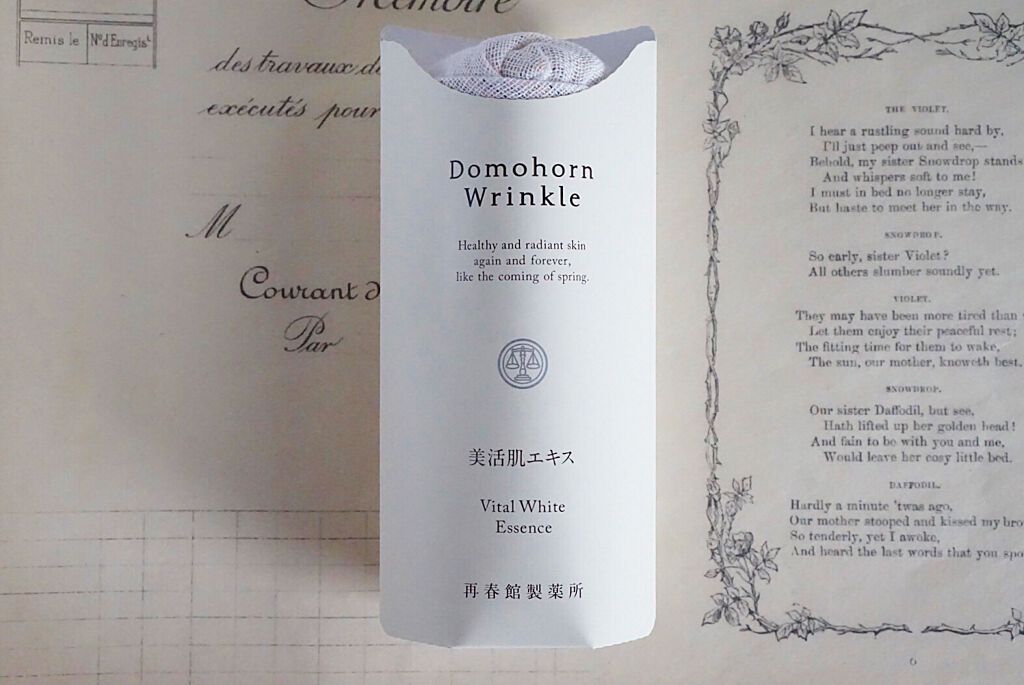 Mémoire
Remis le
N° d'Enregist.
des travaux d
exécutés pour
M
Courant d
Par
Domohorn
Wrinkle
Healthy and radiant skin
again and forever,
like the coming of spring.
美活肌エキス
Vital White
Essence
再春館製薬所
THE VIOLET.
I hear a rustling sound hard by,
I'll just peep out and see,—
Behold, my sister Snowdrop stands
And whispers soft to me!
I must in bed no longer stay,
But haste to meet her in the way.
SNOWDROP.
So early, sister Violet?
All others slumber soundly yet.
VIOLET.
They may have been more tired than
Let them enjoy their peaceful rest;
The fitting time for them to wake,
The sun, our mother, knoweth best.
SNOWDROP.
Our sister Daffodil, but see,
Hath lifted up her golden head!
And fain to be with you and me,
Would leave her cosy little bed.
DAFFODIL.
Hardly a minute 'twas ago,
Our mother stooped and kissed my bro
So tenderly, yet I awoke,
And heard the last words that you spo
6